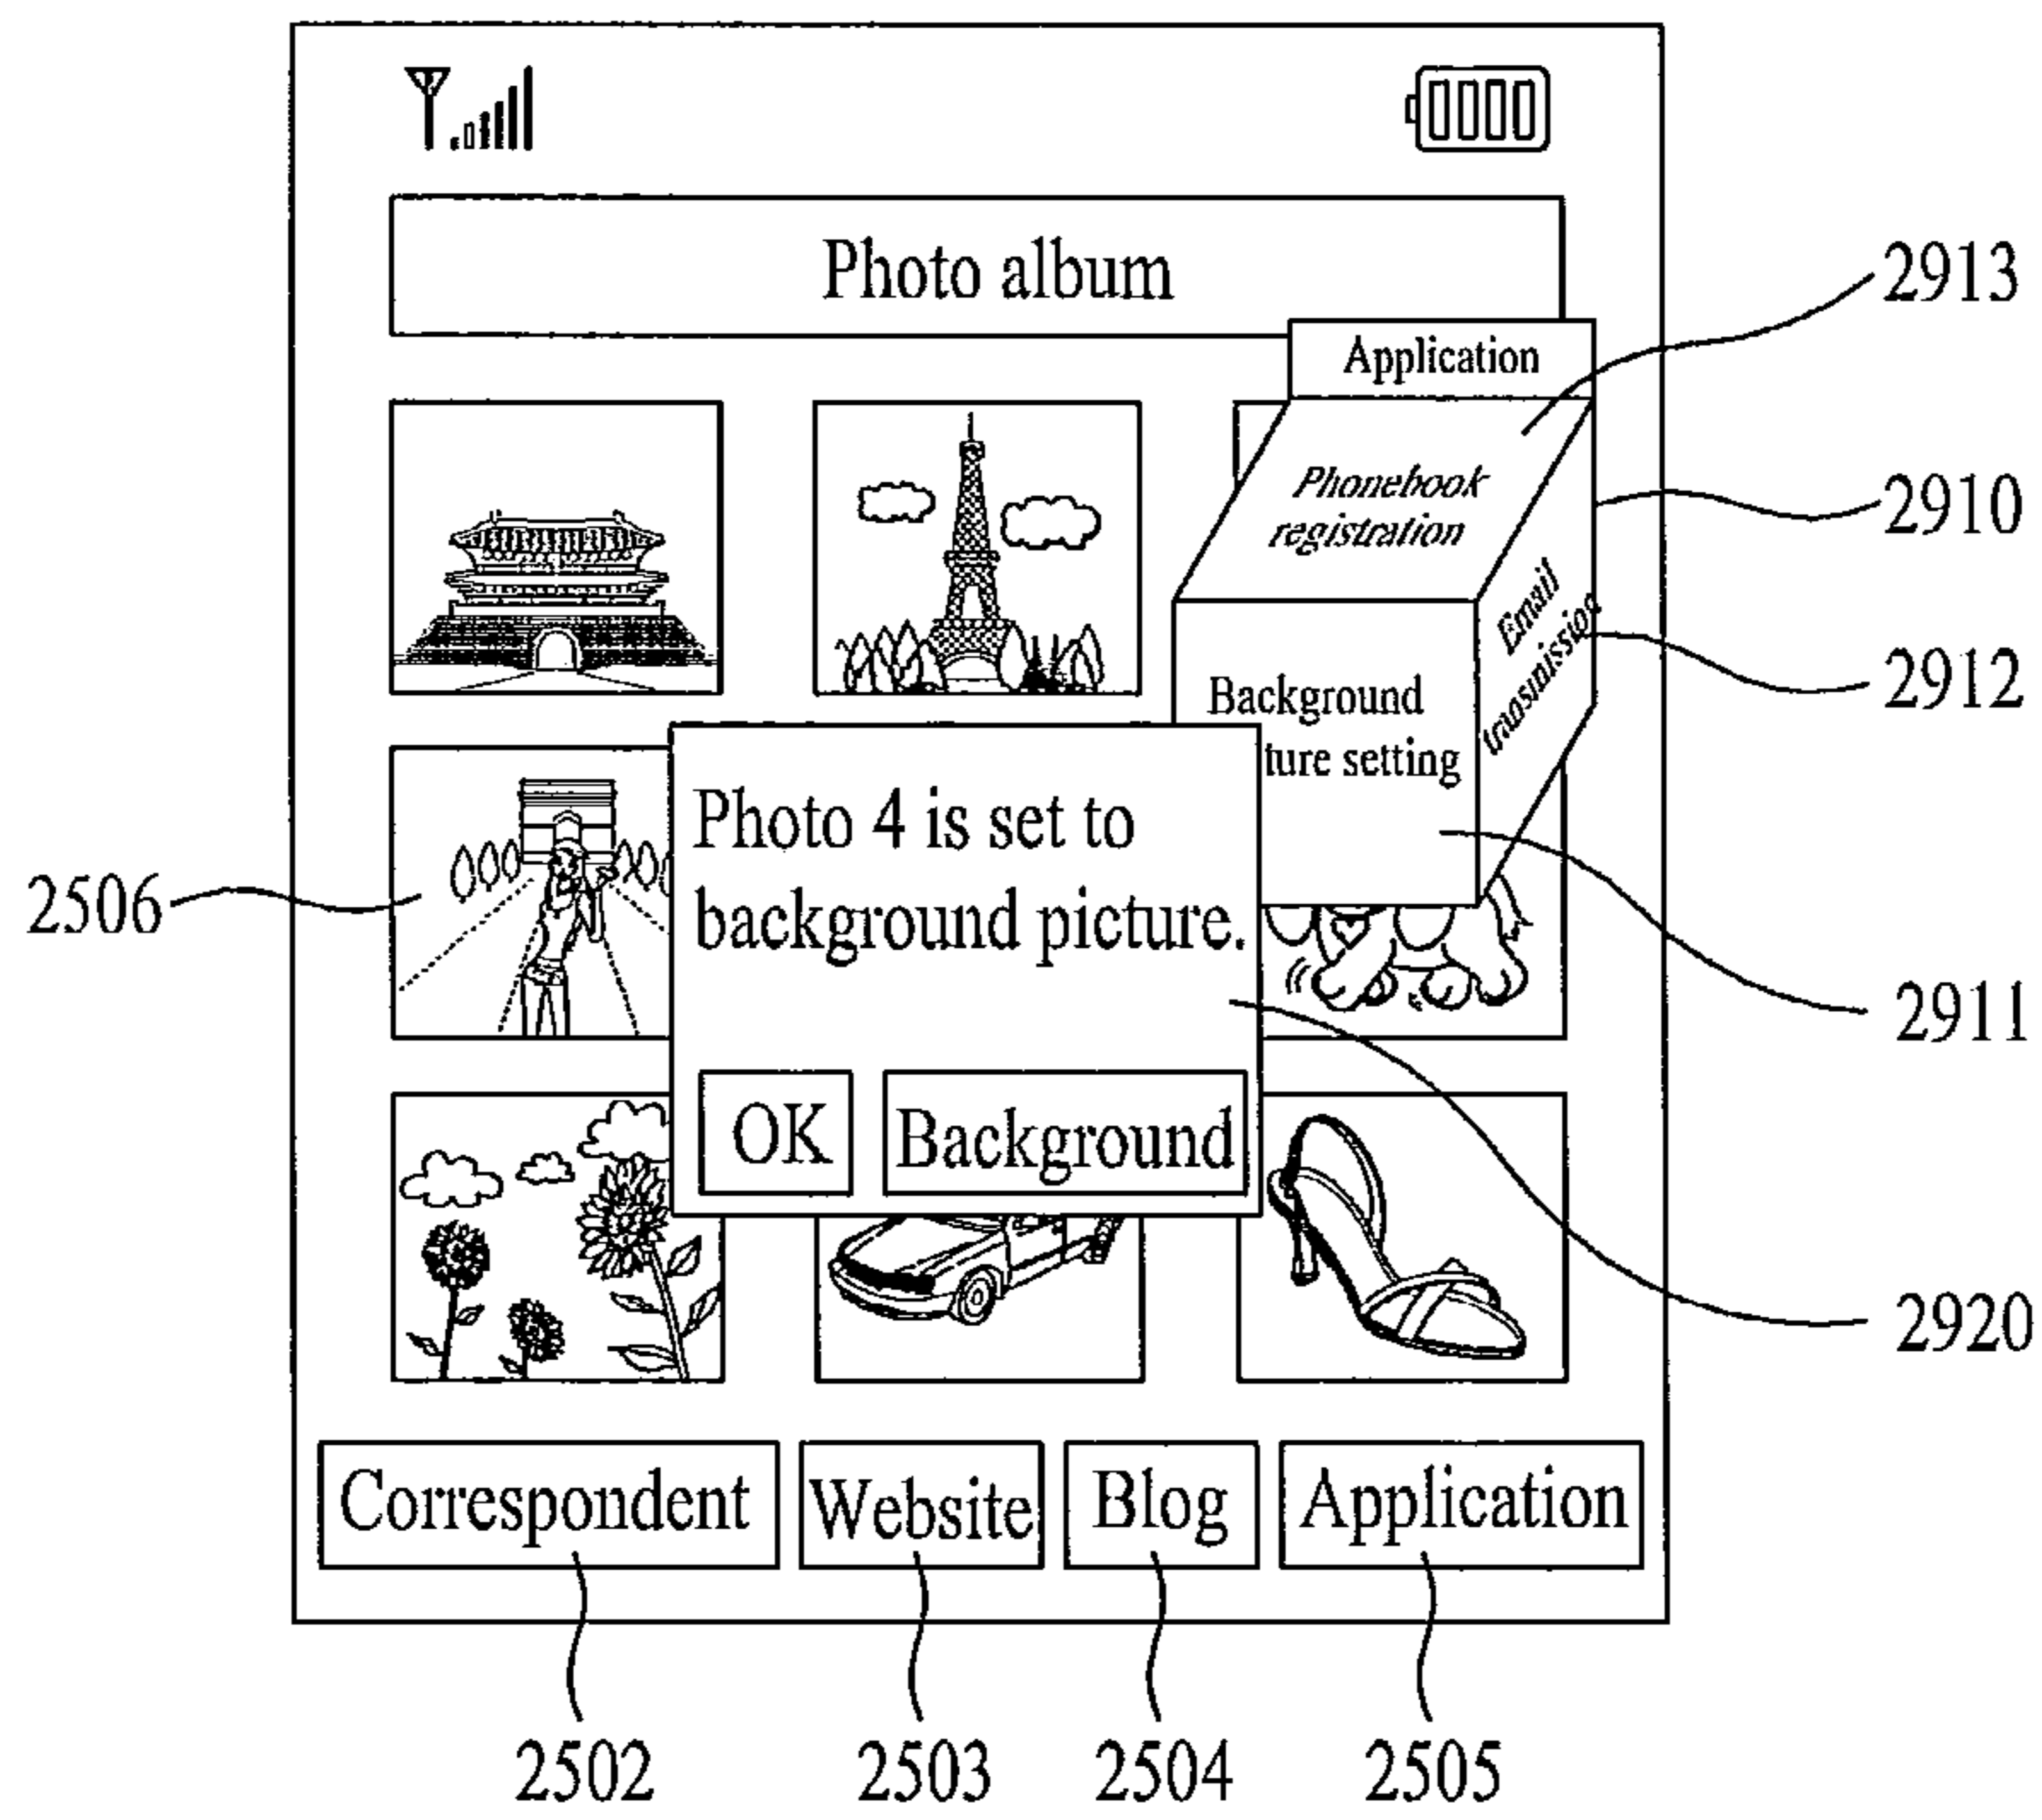 Photo album
2913
Application
Phonebook
registration
2910
Email
transmission
2912
Background
ture setting
2911
Photo 4 is set to
background picture.
2506
OK
Background
2920
Correspondent
Website
Blog
Application
2502
2503
2504
2505